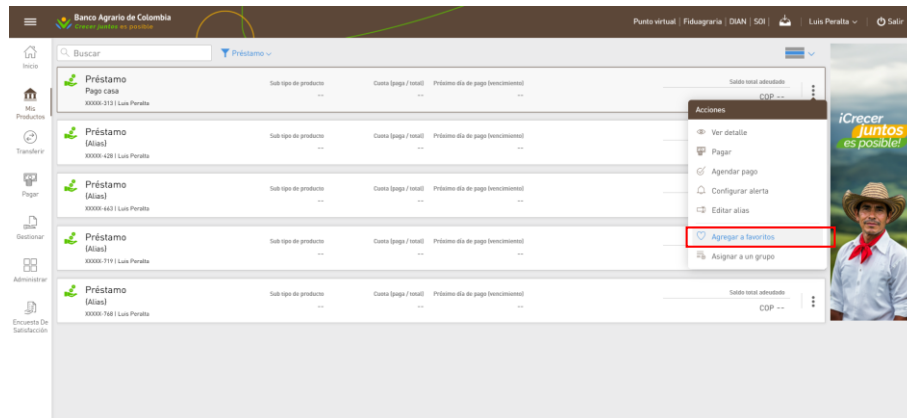 Banco Agrario de Colombia
Crecer juntos es posible
Punto virtual | Fiduagraria | DIAN | SOI |
Luis Peralta
Salir
Inicio
Mis
Productos
Transferir
Pagar
Gestionar
Administrar
Encuesta De
Satisfacción
Buscar
Préstamo
Préstamo
Pago casa
XXXXX-313 | Luis Peralta
Sub tipo de producto
--
Cuota (paga / total)
--
Próximo día de pago (vencimiento)
--
Saldo total adeudado
COP --
Préstamo
(Alias)
XXXXX-428 | Luis Peralta
Sub tipo de producto
--
Cuota (paga / total)
--
Próximo día de pago (vencimiento)
--
Préstamo
(Alias)
XXXXX-663 | Luis Peralta
Sub tipo de producto
--
Cuota (paga / total)
--
Próximo día de pago (vencimiento)
--
Préstamo
(Alias)
XXXXX-719 | Luis Peralta
Sub tipo de producto
--
Cuota (paga / total)
--
Próximo día de pago (vencimiento)
--
Préstamo
(Alias)
XXXXX-768 | Luis Peralta
Sub tipo de producto
--
Cuota (paga / total)
--
Próximo día de pago (vencimiento)
--
Saldo total adeudado
COP --
Acciones
Ver detalle
Pagar
Agendar pago
Configurar alerta
Editar alias
Agregar a favoritos
Asignar a un grupo
¡Crecer
juntos
es posible!